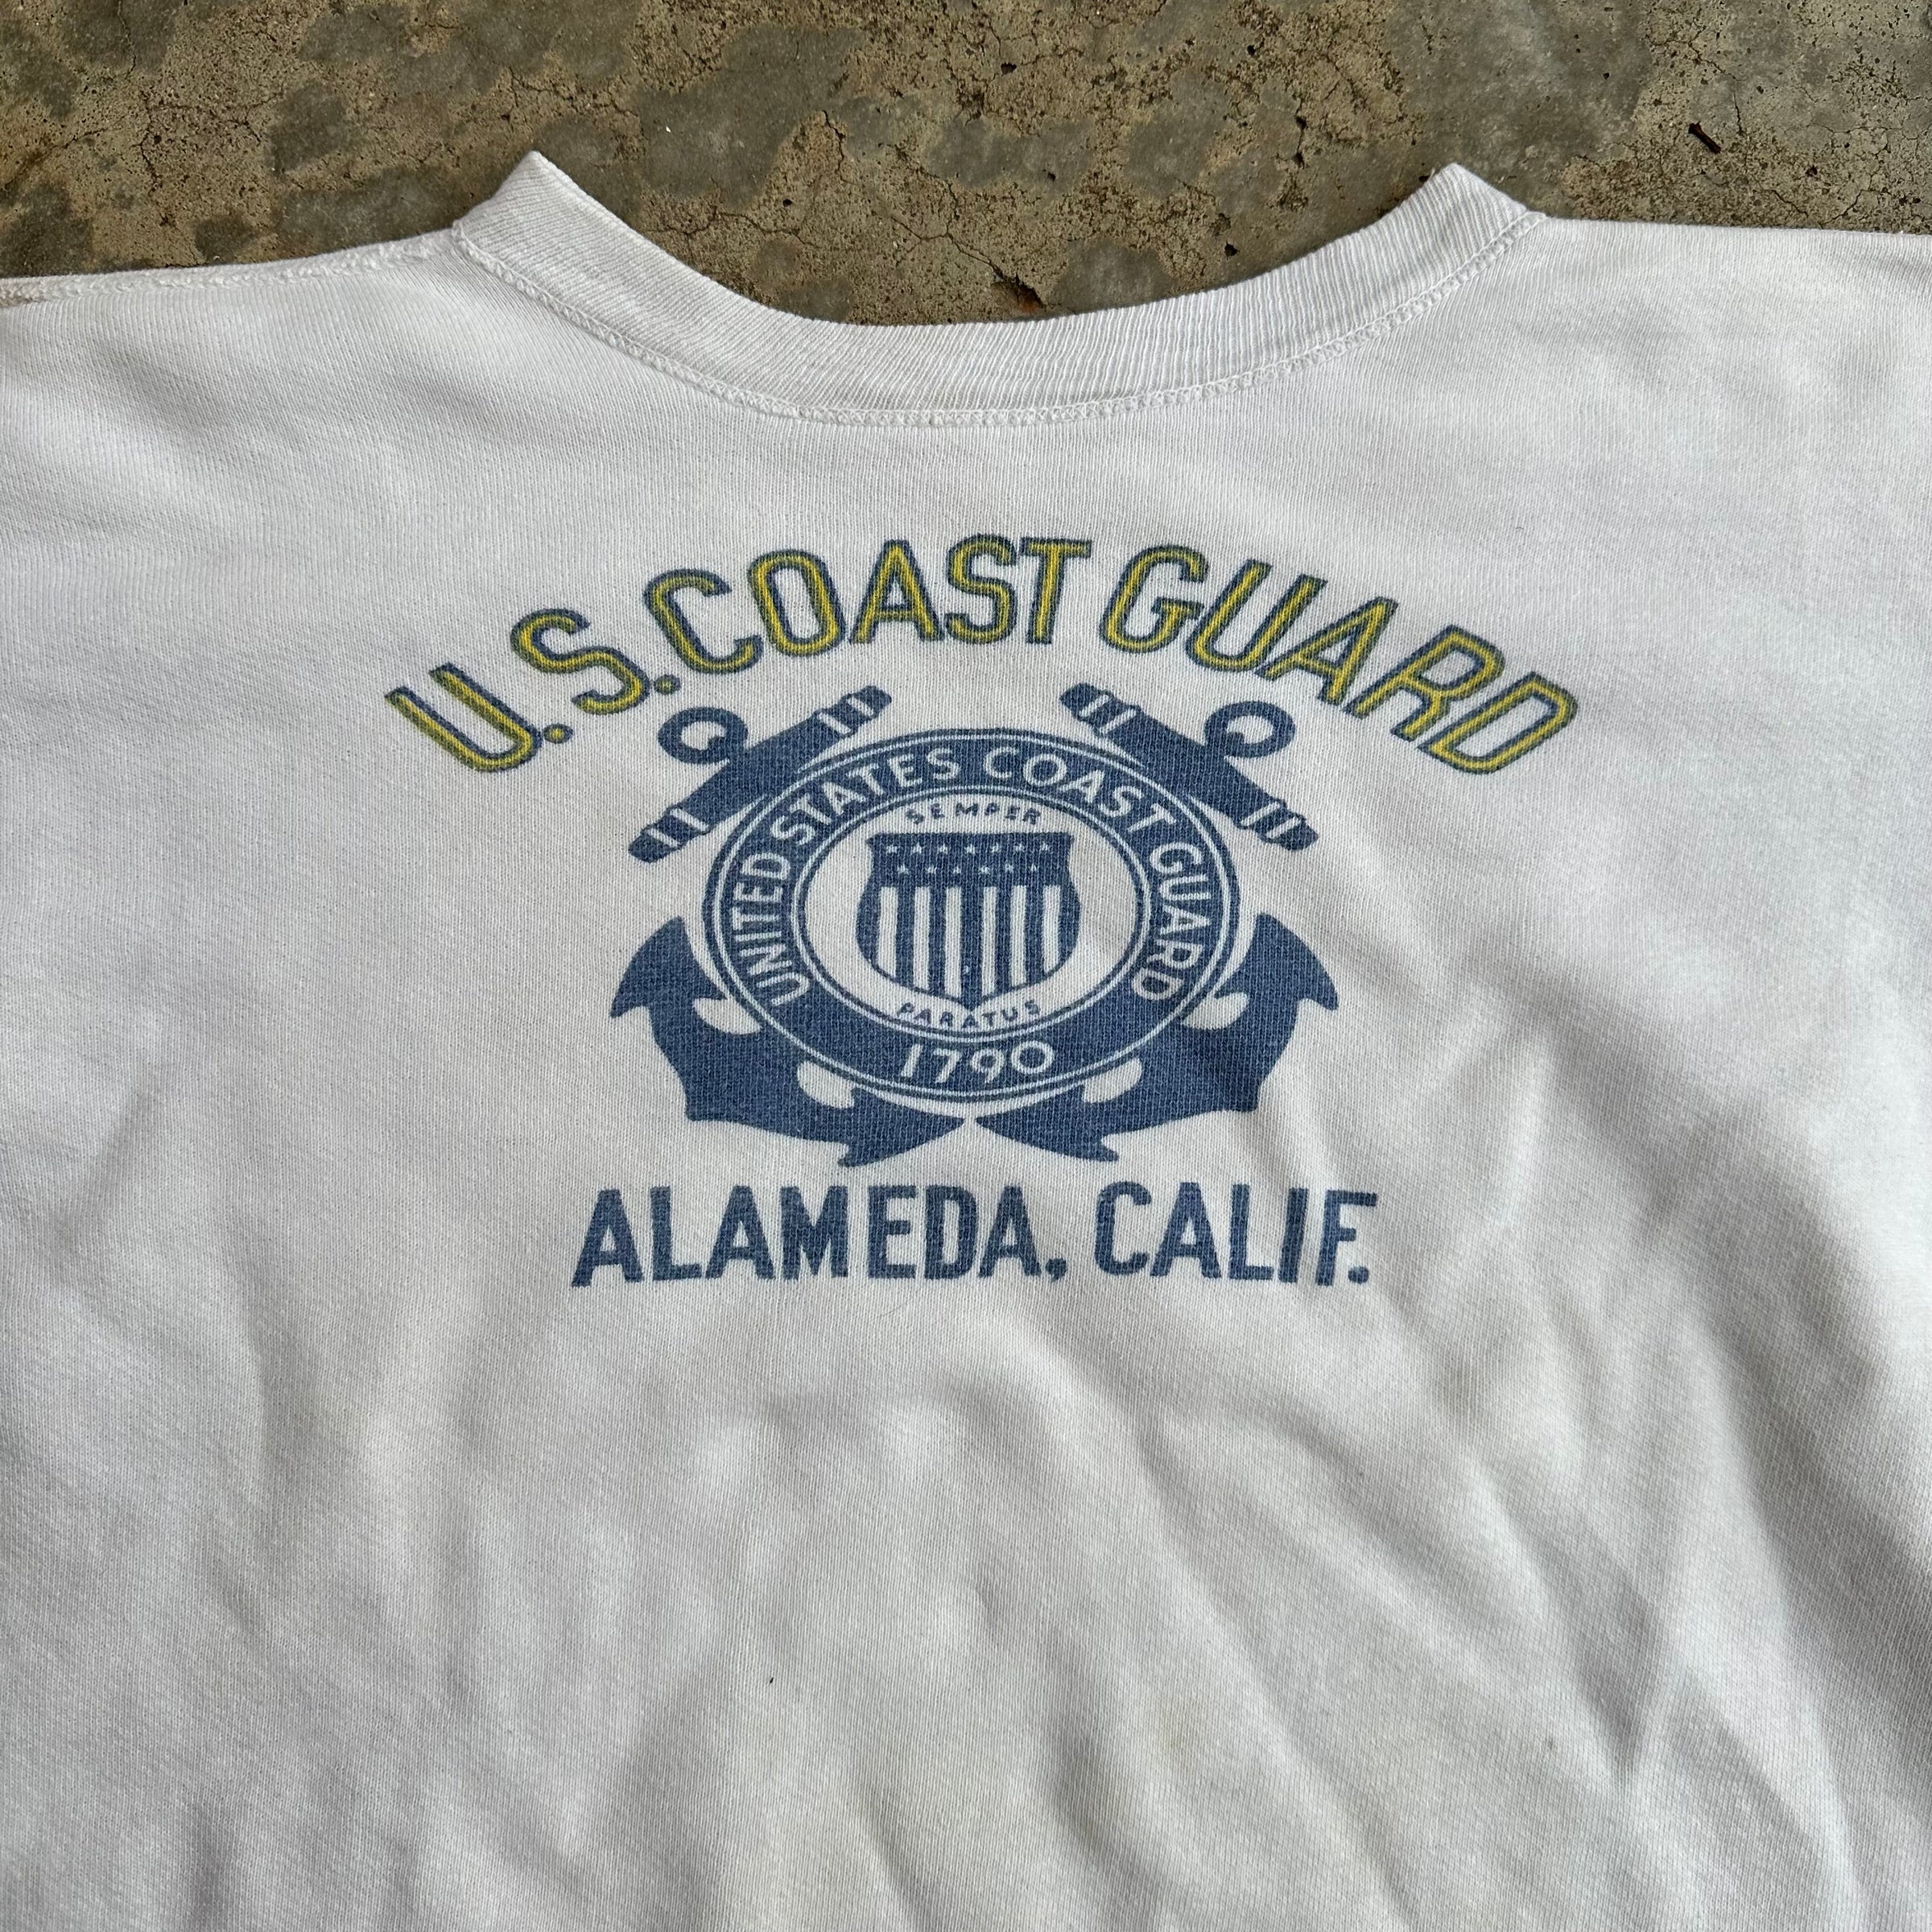 U.S. COAST GUARD
UNITED STATES COAST GUARD
SEMPER
PARATUS
1790
ALAMEDA, CALIF.